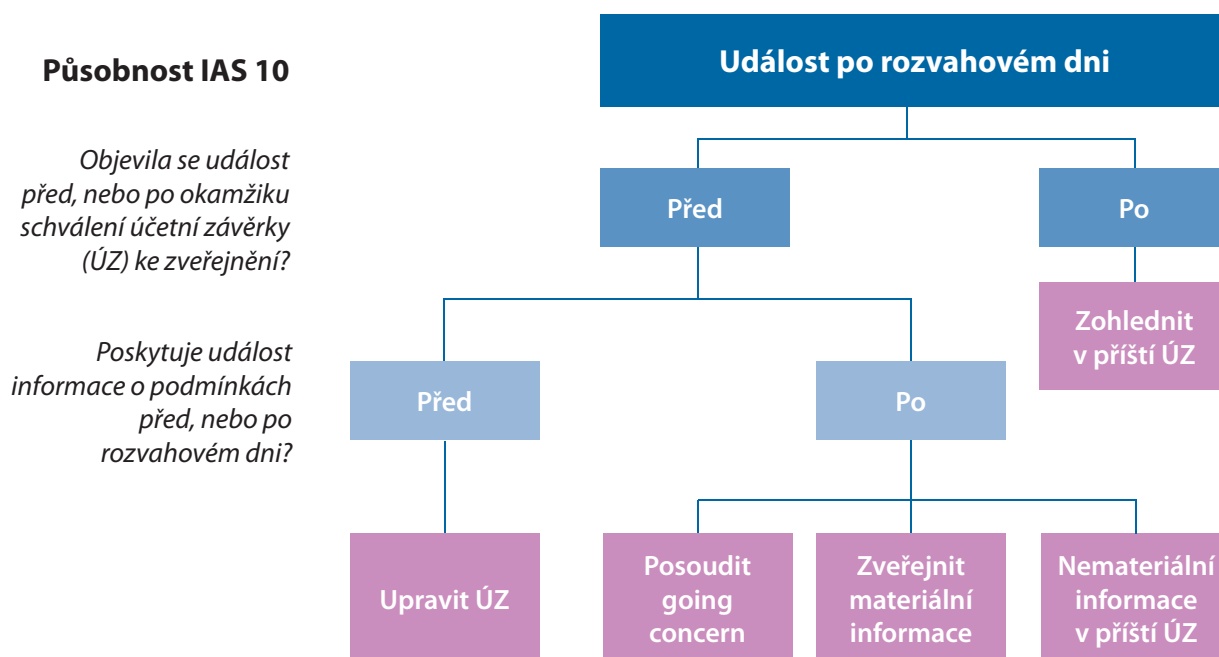 Působnost IAS 10
Událost po rozvahovém dni
Objevila se událost
před, nebo po okamžiku
schválení účetní závěrky
(ÚZ) ke zveřejnění?
Před
Po
Zohlednit
v příští ÚZ
Poskytuje událost
informace o podmínkách
před, nebo po
rozvahovém dni?
Před
Po
Upravit ÚZ
Posoudit
going
concern
Zveřejnit
materiální
informace
Nemateriální
informace
v příští ÚZ